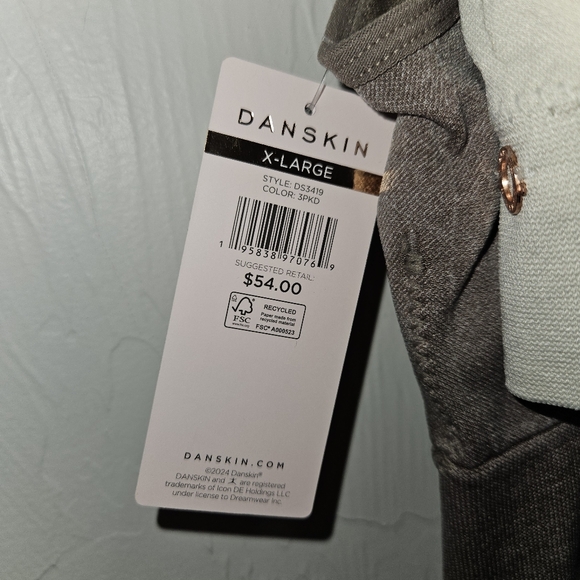 DANSKIN
X-LARGE
STYLE: DS3419
COLOR: 3PKD
1 95838 97076 9
SUGGESTED RETAIL:
$54.00
FSC
RECYCLED
Paper made from
recycled material
FSC® A000523
DANSKIN.COM
©2024 Danskin®
DANSKIN and are registered
trademarks of Icon DE Holdings LLC
under license to Dreamwear Inc.